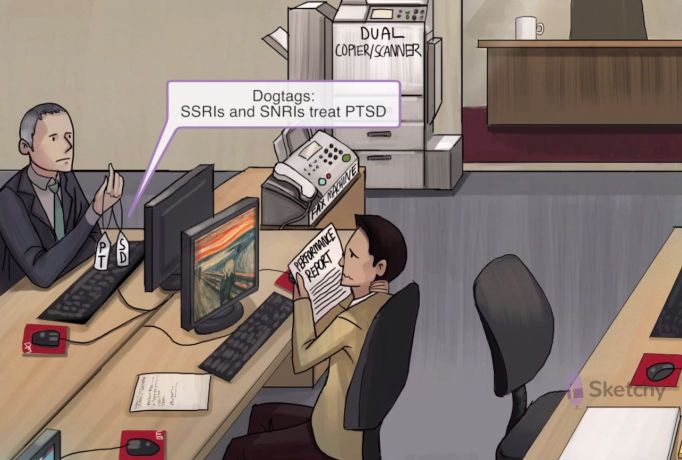 DUAL
COPIER/SCANNER
Dogtags:
SSRIs and SNRIs treat PTSD
FAX MACHINE
PT
SD
PERFORMANCE
REPORT
Sketchy